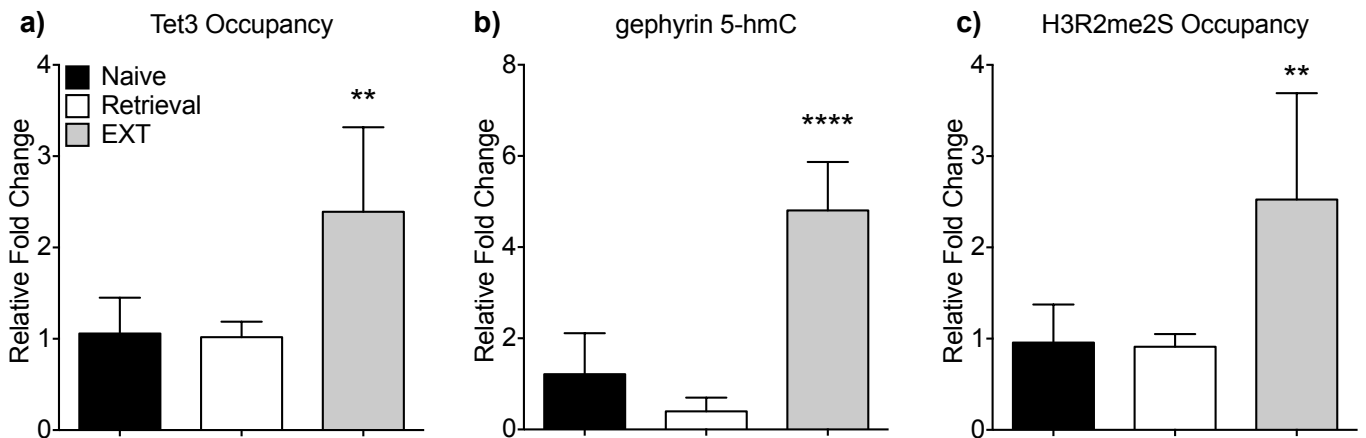 a) Tet3 Occupancy
Relative Fold Change
4
3
2
1
0
Naive
Retrieval
EXT
**
b) gephyrin 5-hmC
Relative Fold Change
8
6
4
2
0
****
c) H3R2me2S Occupancy
Relative Fold Change
4
3
2
1
0
**